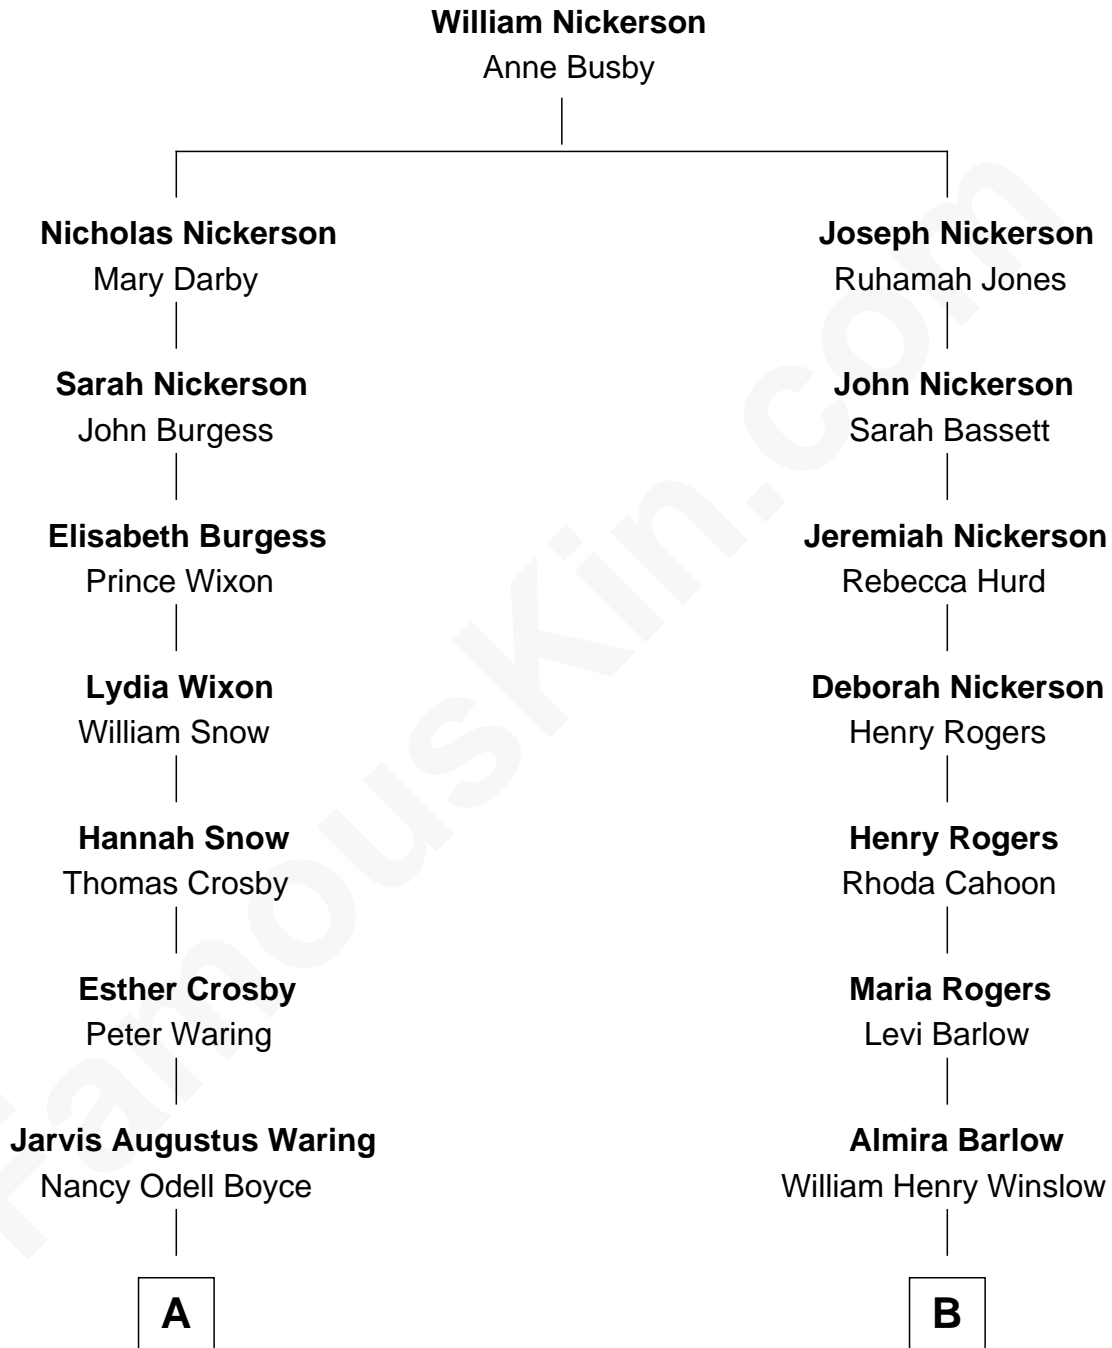 William Nickerson
Anne Busby
Nicholas Nickerson
Mary Darby
Joseph Nickerson
Ruhamah Jones
Sarah Nickerson
John Burgess
John Nickerson
Sarah Bassett
Elisabeth Burgess
Prince Wixon
Jeremiah Nickerson
Rebecca Hurd
Lydia Wixon
William Snow
Deborah Nickerson
Henry Rogers
Hannah Snow
Thomas Crosby
Henry Rogers
Rhoda Cahoon
Esther Crosby
Peter Waring
Maria Rogers
Levi Barlow
Jarvis Augustus Waring
Nancy Odell Boyce
Almira Barlow
William Henry Winslow
A
B
FamousKin.com